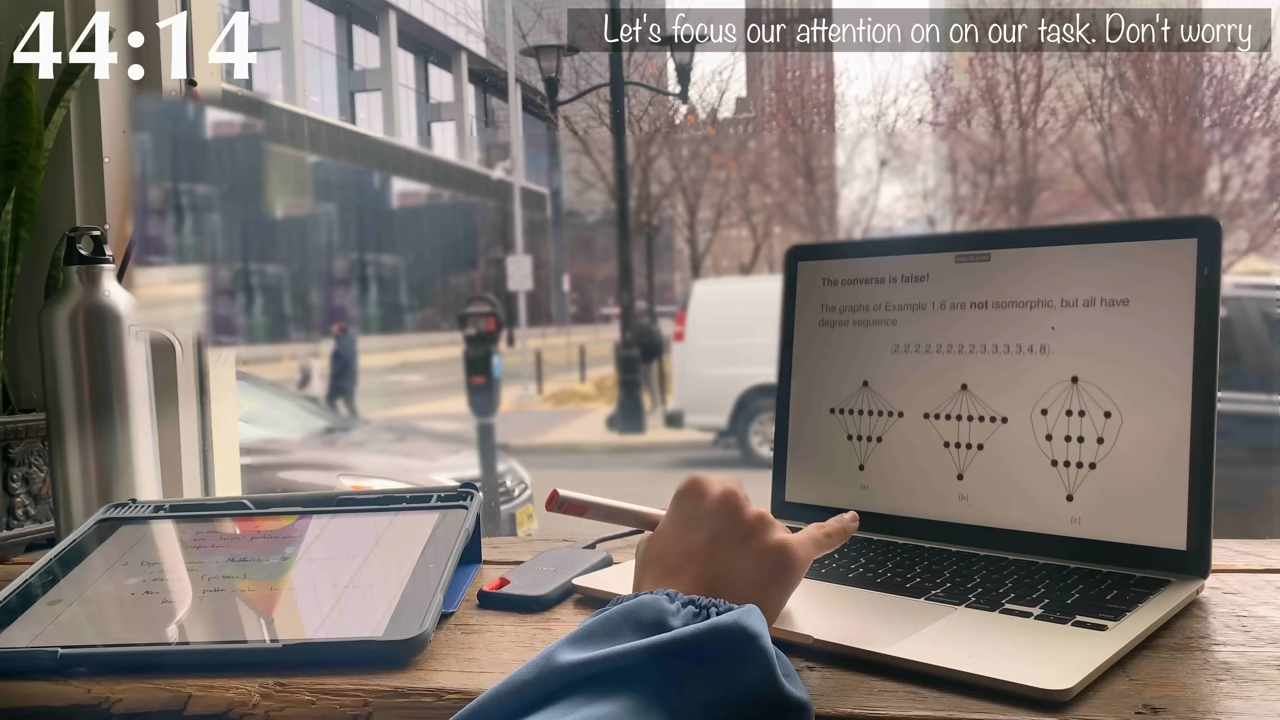 44:14
Let's focus our attention on on our task. Don't worry
The converse is false!
The graphs of Example 1.6 are not isomorphic, but all have
degree sequence
(2,2,2,2,2,2,2,2,3,3,3,3,4,8).
(a)
(b)
(c)